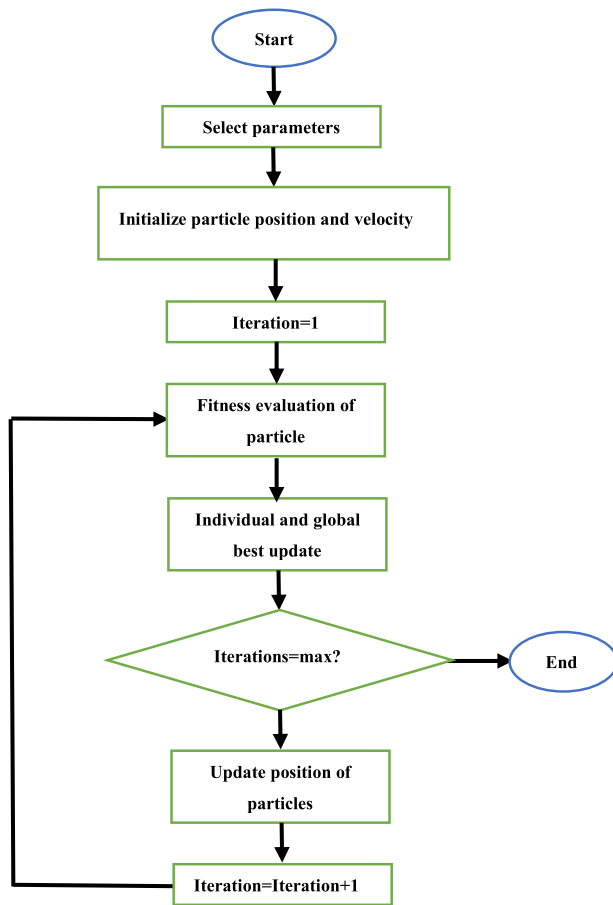 Start
Select parameters
Initialize particle position and velocity
Iteration=1
Fitness evaluation of
particle
Individual and global
best update
Iterations=max?
End
Update position of
particles
Iteration=Iteration+1